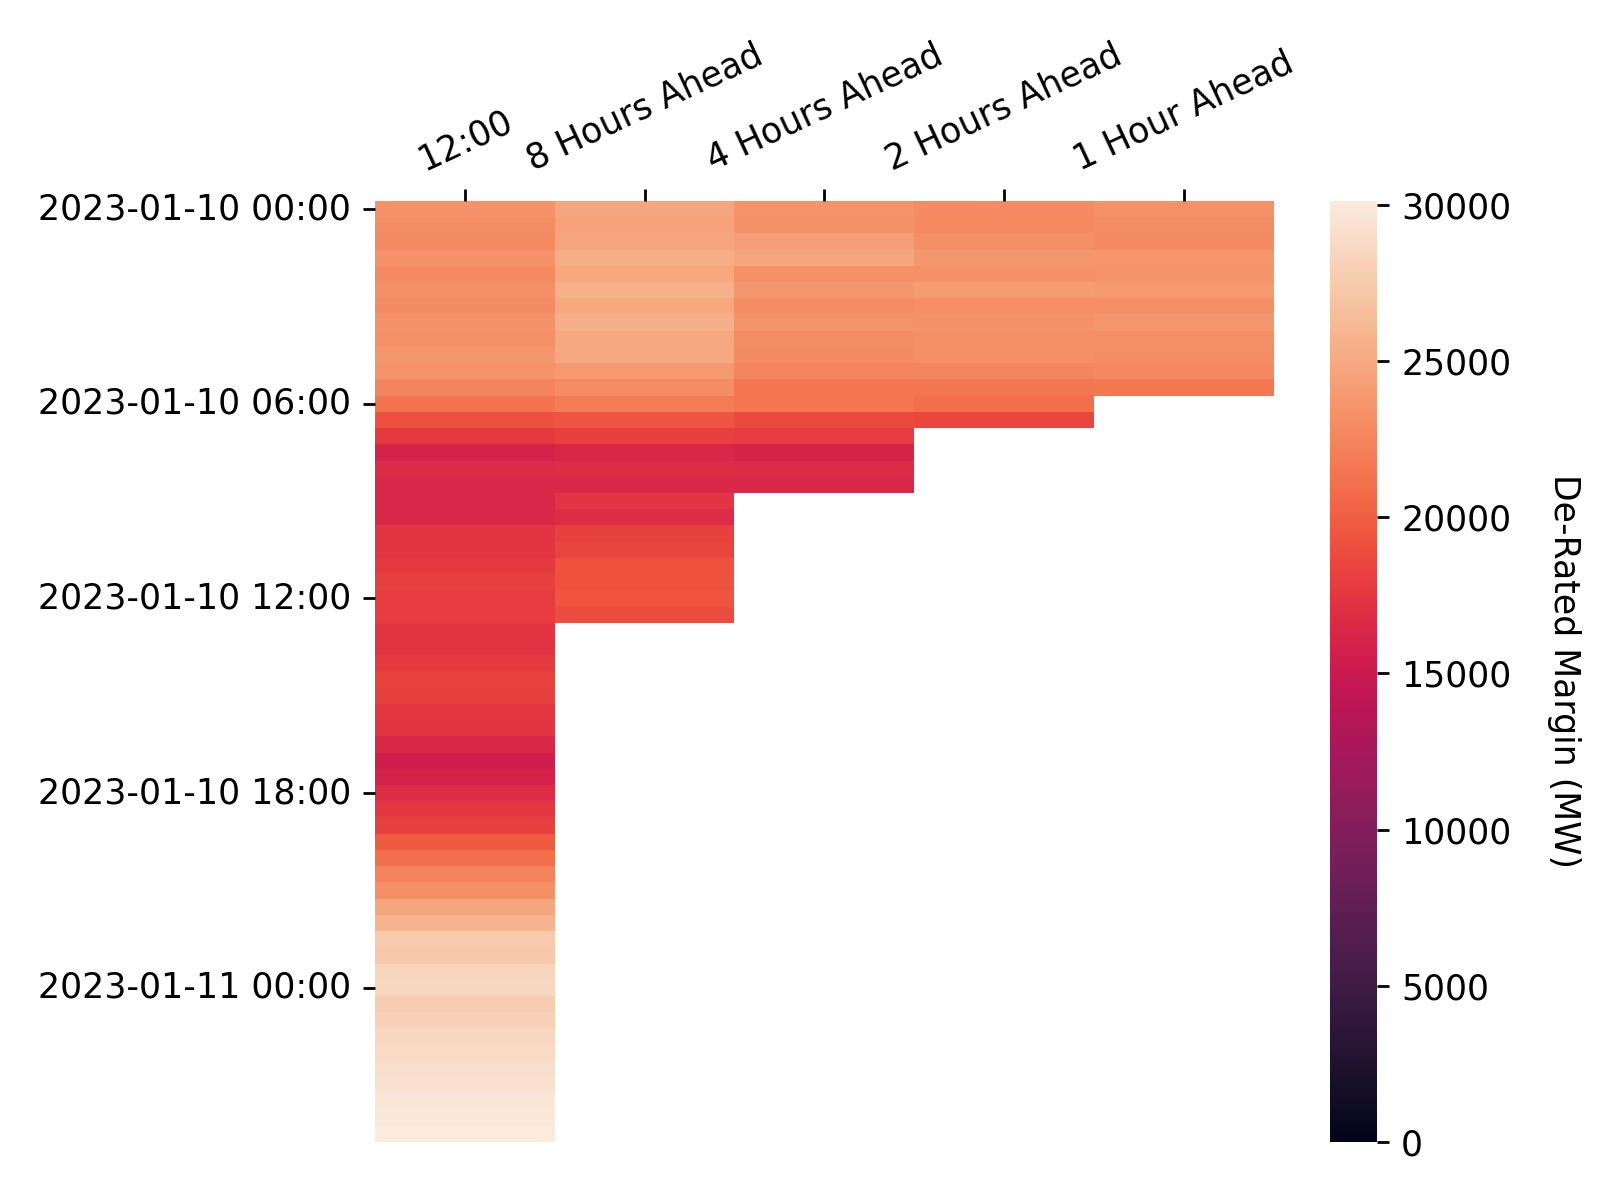 12:00
8 Hours Ahead
4 Hours Ahead
2 Hours Ahead
1 Hour Ahead
2023-01-10 00:00
2023-01-10 06:00
2023-01-10 12:00
2023-01-10 18:00
2023-01-11 00:00
30000
25000
20000
15000
10000
5000
0
De-Rated Margin (MW)